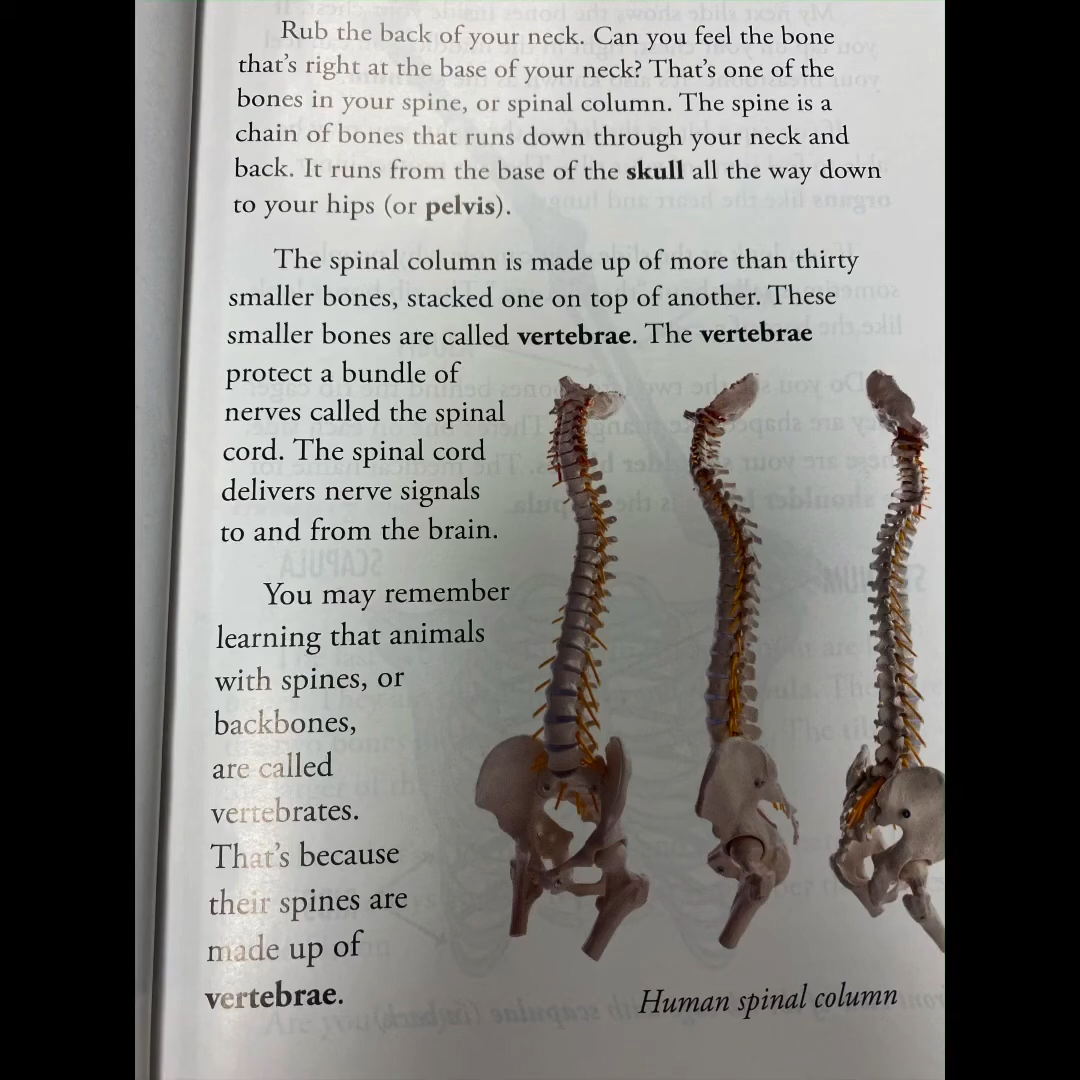 Rub the back of your neck. Can you feel the bone
that's right at the base of your neck? That's one of the
bones in your spine, or spinal column. The spine is a
chain of bones that runs down through your neck and
back. It runs from the base of the skull all the way down
to your hips (or pelvis).
The spinal column is made up of more than thirty
smaller bones, stacked one on top of another. These
smaller bones are called vertebrae. The vertebrae
protect a bundle of
nerves called the spinal
cord. The spinal cord
delivers nerve signals
to and from the brain.
You may remember
learning that animals
with spines, or
backbones,
are called
vertebrates.
That's because
their spines are
made up of
vertebrae.
Human spinal column